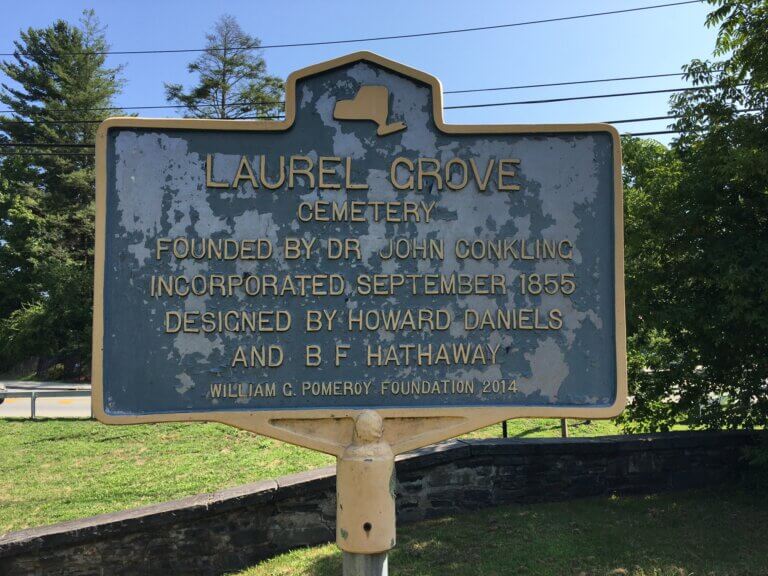 LAUREL GROVE
CEMETERY
FOUNDED BY DR JOHN CONKLING
INCORPORATED SEPTEMBER 1855
DESIGNED BY HOWARD DANIELS
AND B F HATHAWAY
WILLIAM G. POMEROY FOUNDATION 2014